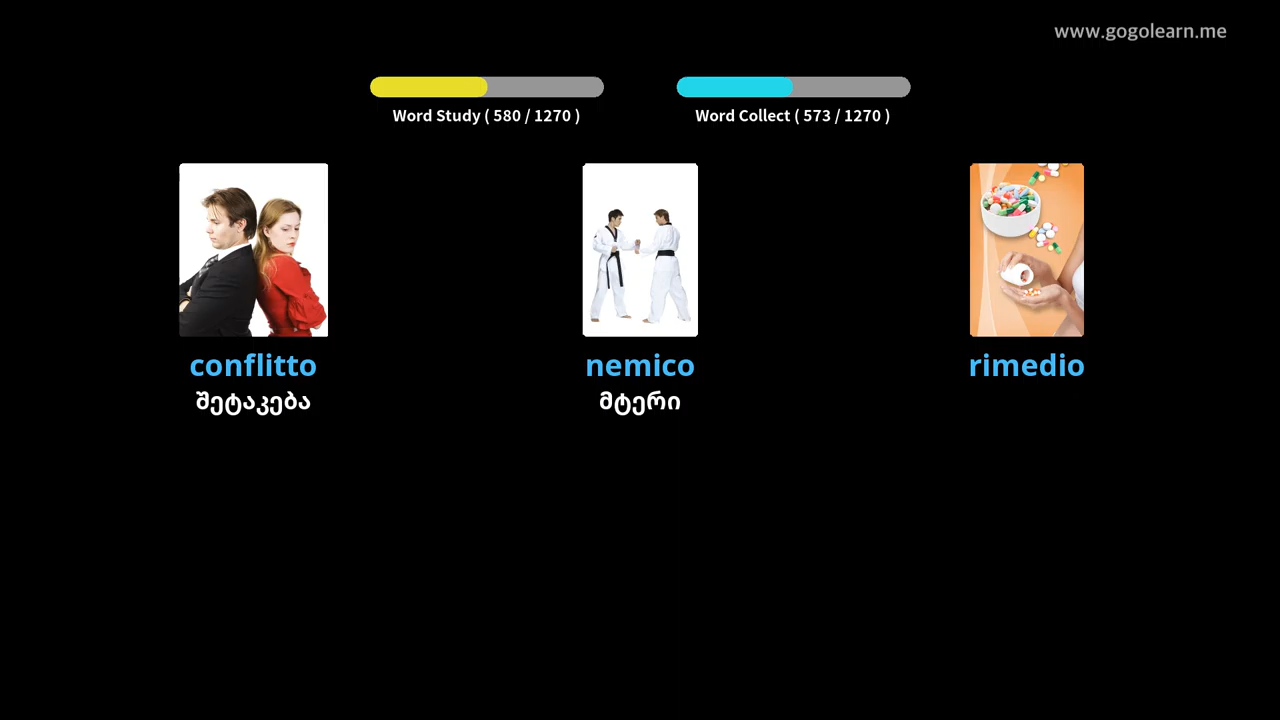 www.gogolearn.me
Word Study ( 580 / 1270 )
Word Collect ( 573 / 1270 )
conflitto
შეტაკება
nemico
მტერი
rimedio